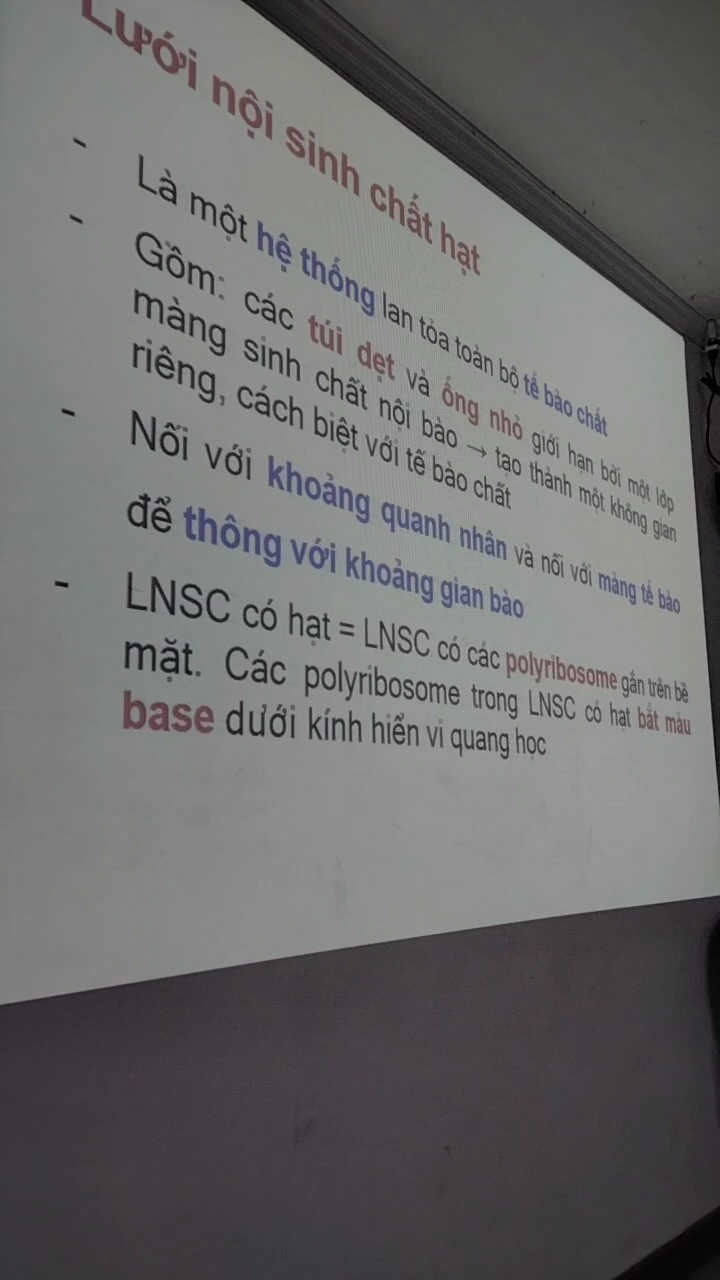 Lưới nội sinh chất hạt
- Là một hệ thống lan tỏa toàn bộ tế bào chất
- Gồm: các túi dẹt và ống nhỏ giới hạn bởi một lớp
màng sinh chất nội bào → tạo thành một không gian
riêng, cách biệt với tế bào chất
- Nối với khoảng quanh nhân và nối với màng tế bào
để thông với khoảng gian bào
- LNSC có hạt = LNSC có các polyribosome gắn trên bề
mặt. Các polyribosome trong LNSC có hạt bắt màu
base dưới kính hiển vi quang học